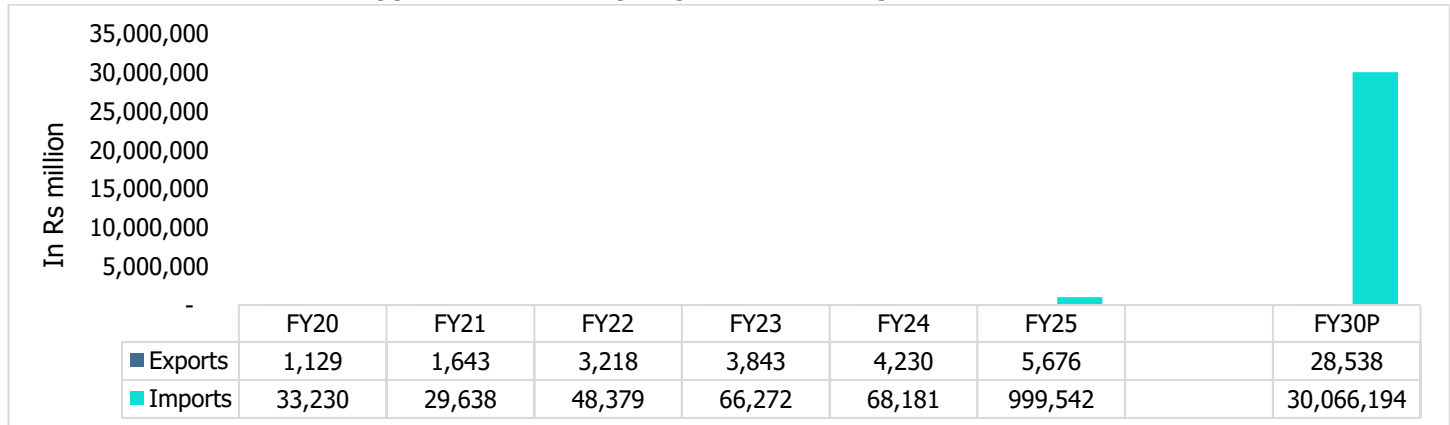 35,000,000
30,000,000
25,000,000
20,000,000
15,000,000
10,000,000
5,000,000
-
In Rs million
FY20 FY21 FY22 FY23 FY24 FY25 FY30P
Exports 1,129 1,643 3,218 3,843 4,230 5,676 28,538
Imports 33,230 29,638 48,379 66,272 68,181 999,542 30,066,194